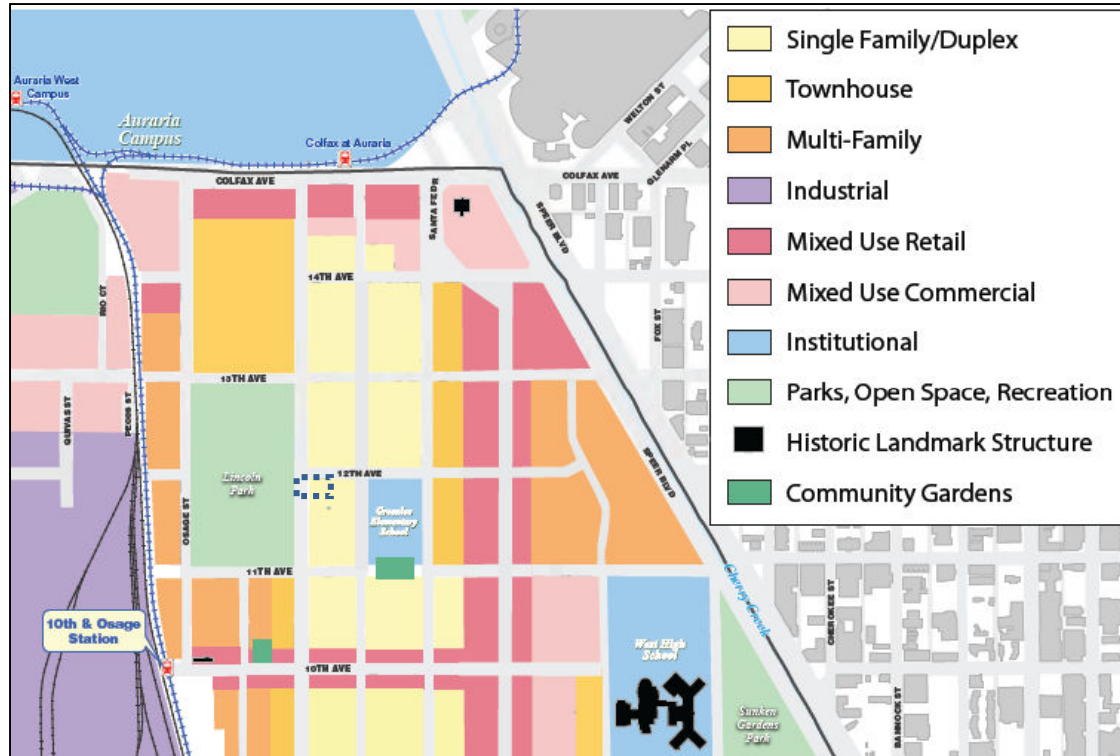 Single Family/Duplex
Townhouse
Multi-Family
Industrial
Mixed Use Retail
Mixed Use Commercial
Institutional
Parks, Open Space, Recreation
Historic Landmark Structure
Community Gardens
Auraria West
Campus
Auraria
Campus
Colfax at Auraria
COLFAX AVE
SANTA FE DR
COLFAX AVE
WELTON ST
GLENARM PL
SPEER BLVD
14TH AVE
RIO CT
FOX ST
13TH AVE
QUIVAS ST
PECOS ST
12TH AVE
SPEER BLVD
Lincoln
Park
OSAGE ST
Greenlee
Elementary
School
11TH AVE
Cherry Creek
10th & Osage
Station
10TH AVE
West High
School
CHEROKEE ST
BANNOCK ST
Sunken
Gardens
Park